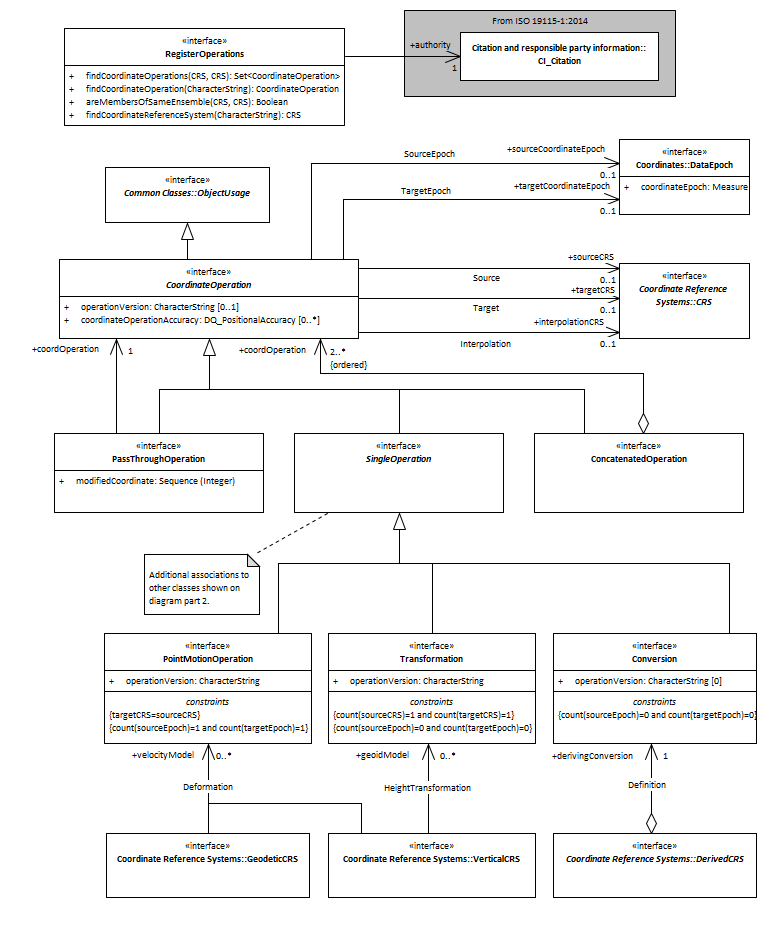 From ISO 19115-1:2014
«interface»
RegisterOperations
+ findCoordinateOperations(CRS, CRS): Set<CoordinateOperation>
+ findCoordinateOperation(CharacterString): CoordinateOperation
+ areMembersOfSameEnsemble(CRS, CRS): Boolean
+ findCoordinateReferenceSystem(CharacterString): CRS
+authority
1
Citation and responsible party information::
CI_Citation
«interface»
Common Classes::ObjectUsage
SourceEpoch
+sourceCoordinateEpoch
0..1
TargetEpoch
+targetCoordinateEpoch
0..1
«interface»
Coordinates::DataEpoch
+ coordinateEpoch: Measure
«interface»
CoordinateOperation
+ operationVersion: CharacterString [0..1]
+ coordinateOperationAccuracy: DQ_PositionalAccuracy [0..*]
+sourceCRS
Source
0..1
+targetCRS
Target
0..1
+interpolationCRS
Interpolation
0..1
«interface»
Coordinate Reference
Systems::CRS
+coordOperation
1
+coordOperation
2..*
{ordered}
«interface»
PassThroughOperation
+ modifiedCoordinate: Sequence (Integer)
«interface»
SingleOperation
«interface»
ConcatenatedOperation
Additional associations to
other classes shown on
diagram part 2.
«interface»
PointMotionOperation
+ operationVersion: CharacterString
constraints
{targetCRS=sourceCRS}
{count(sourceEpoch)=1 and count(targetEpoch)=1}
«interface»
Transformation
+ operationVersion: CharacterString
constraints
{count(sourceCRS)=1 and count(targetCRS)=1}
{count(sourceEpoch)=0 and count(targetEpoch)=0}
«interface»
Conversion
+ operationVersion: CharacterString [0]
constraints
{count(sourceEpoch)=0 and count(targetEpoch)=0}
+velocityModel
0..*
Deformation
+geoidModel
0..*
HeightTransformation
+derivingConversion
1
Definition
«interface»
Coordinate Reference Systems::GeodeticCRS
«interface»
Coordinate Reference Systems::VerticalCRS
«interface»
Coordinate Reference Systems::DerivedCRS